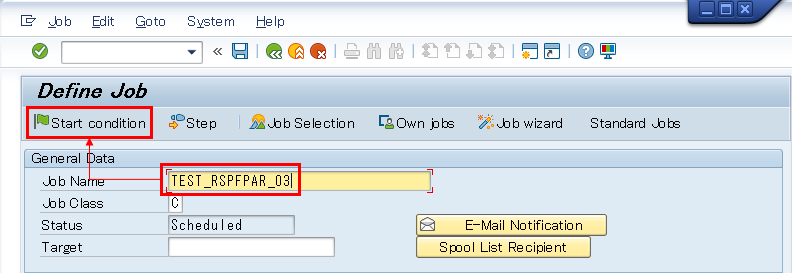 Job Edit Goto System Help
Define Job
Start condition Step Job Selection Own jobs Job wizard Standard Jobs
General Data
Job Name TEST_RSPFPAR_03
Job Class C
Status Scheduled E-Mail Notification
Target Spool List Recipient